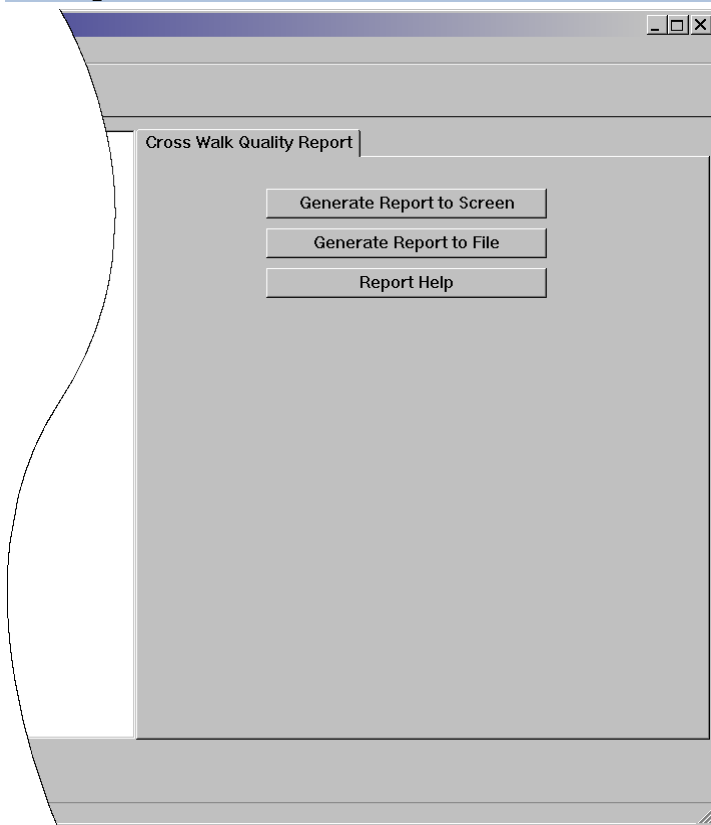 Cross Walk Quality Report
Generate Report to Screen
Generate Report to File
Report Help